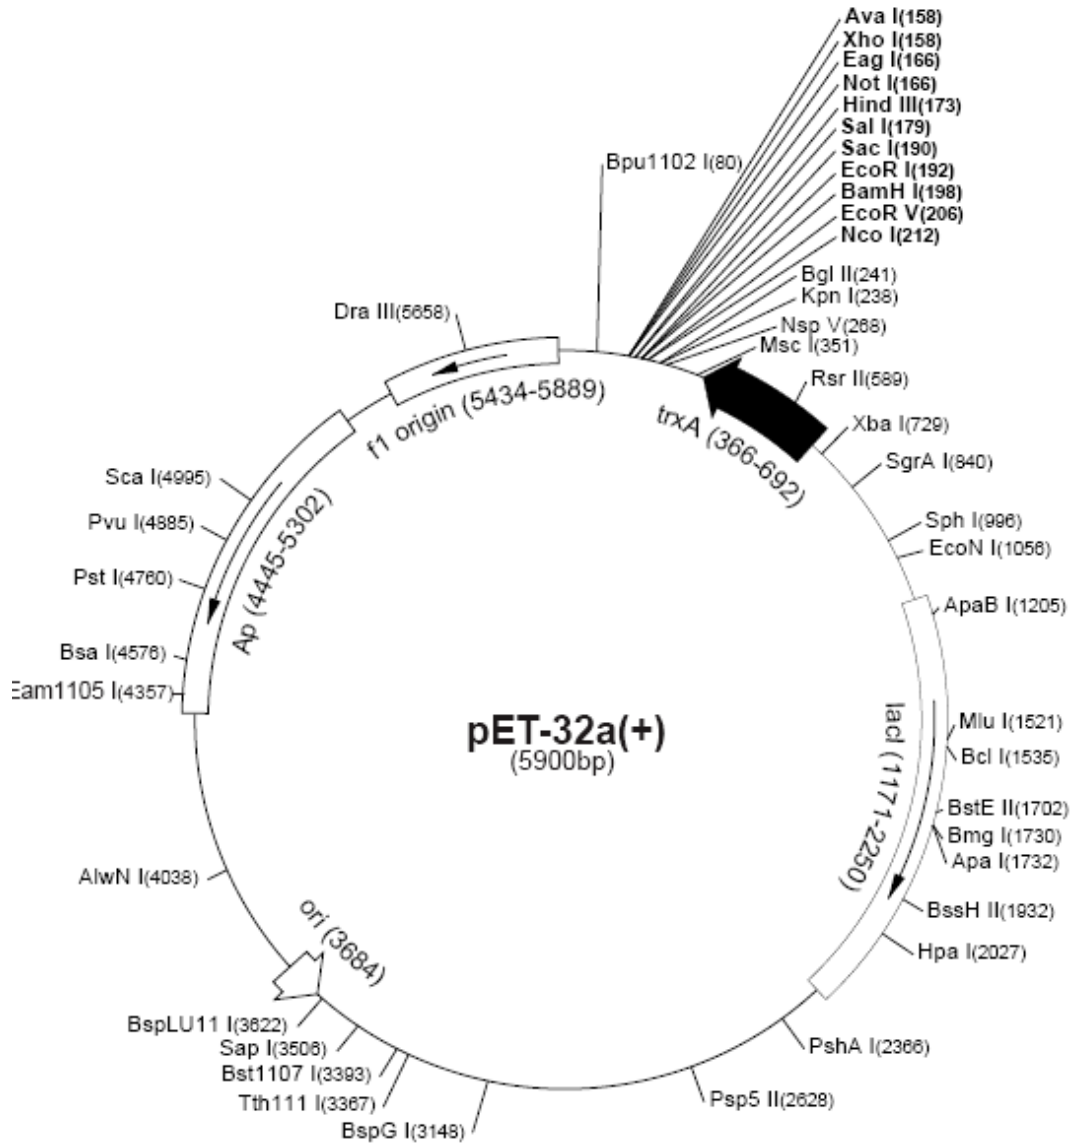 Ava I(158)
Xho I(158)
Eag I(166)
Not I(166)
Hind III(173)
Sal I(179)
Sac I(190)
EcoR I(192)
BamH I(198)
EcoR V(206)
Nco I(212)
Bpu1102 I(80)
Bgl II(241)
Kpn I(238)
Nsp V(268)
Msc I(351)
Dra III(5658)
Rsr II(589)
f1 origin (5434-5889)
trxA (366-692)
Xba I(729)
SgrA I(840)
Sca I(4995)
Pvu I(4885)
Sph I(996)
EcoN I(1056)
Pst I(4760)
Ap (4445-5302)
ApaB I(1205)
Bsa I(4576)
Eam1105 I(4357)
pET-32a(+)
(5900bp)
lacI (1171-2250)
Mlu I(1521)
Bcl I(1535)
BstE II(1702)
Bmg I(1730)
Apa I(1732)
AlwN I(4038)
BssH II(1932)
Hpa I(2027)
ori (3684)
BspLU11 I(3622)
Sap I(3506)
Bst1107 I(3393)
Tth111 I(3367)
BspG I(3148)
PshA I(2366)
Psp5 II(2628)